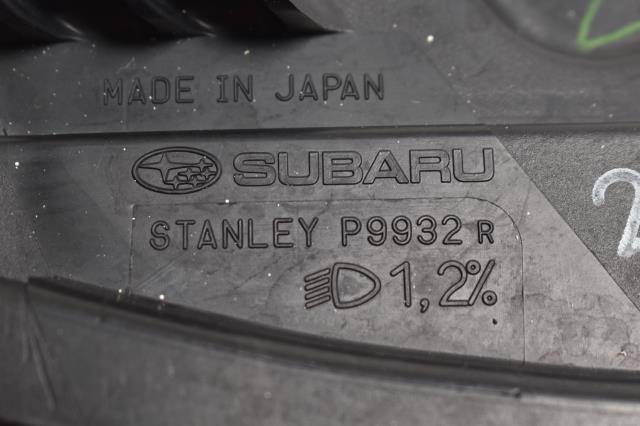 MADE IN JAPAN
SUBARU
STANLEY P9932 R
1,2%